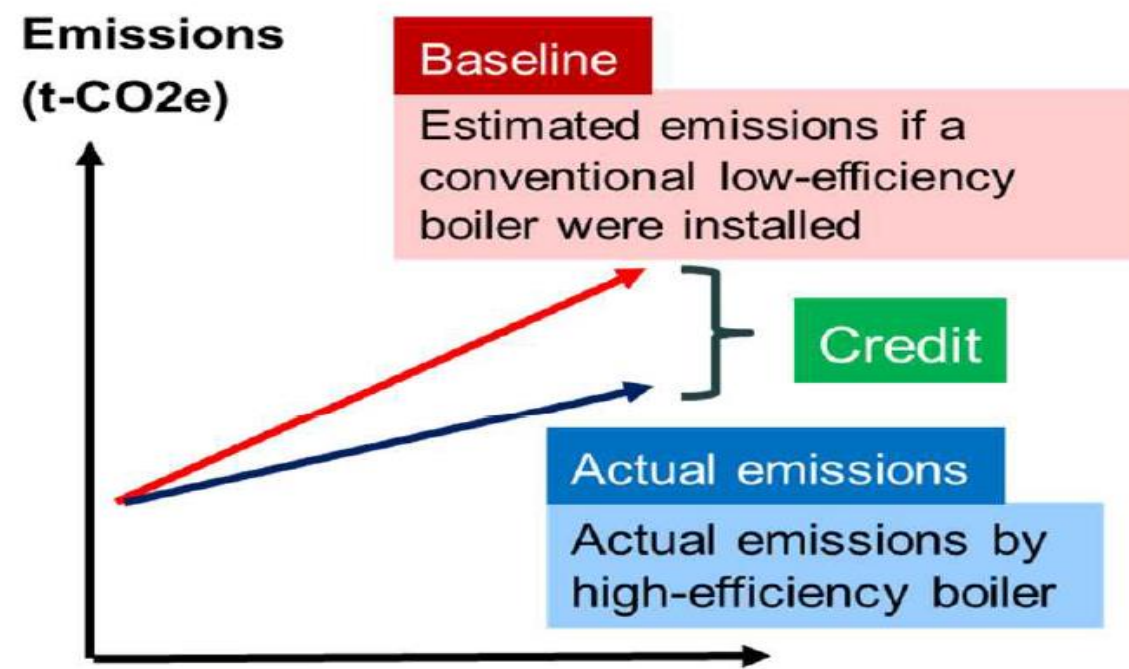 Emissions
(t-CO2e)
Baseline
Estimated emissions if a
conventional low-efficiency
boiler were installed
Credit
Actual emissions
Actual emissions by
high-efficiency boiler